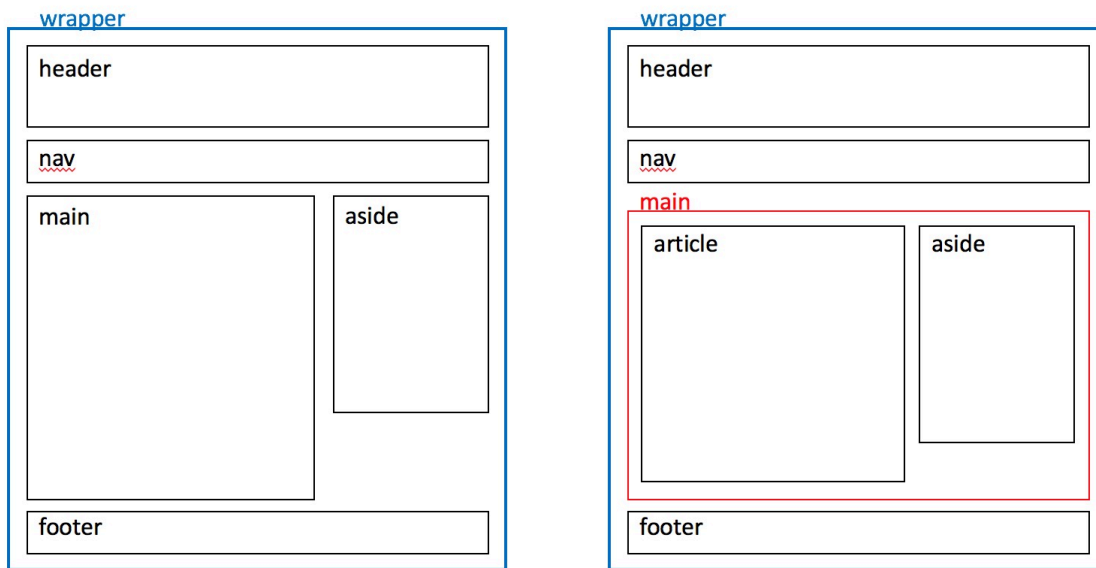 wrapper
header
nav
main
aside
footer
wrapper
header
nav
main
article
aside
footer